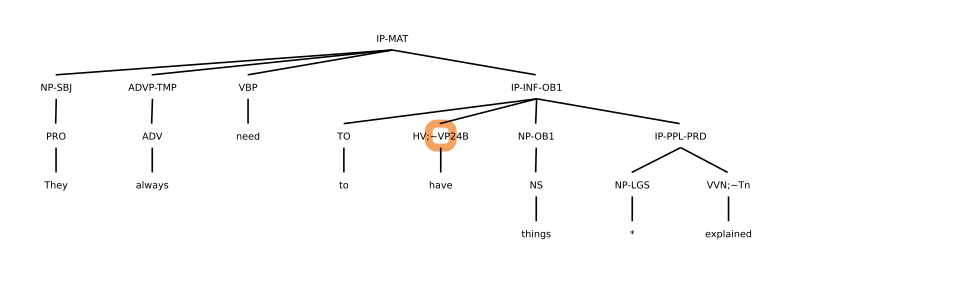 IP-MAT
NP-SBJ ADVP-TMP VBP IP-INF-OB1
PRO ADV need TO HV;~VP24B NP-OB1 IP-PPL-PRD
They always to have NS NP-LGS VVN;~Tn
things * explained